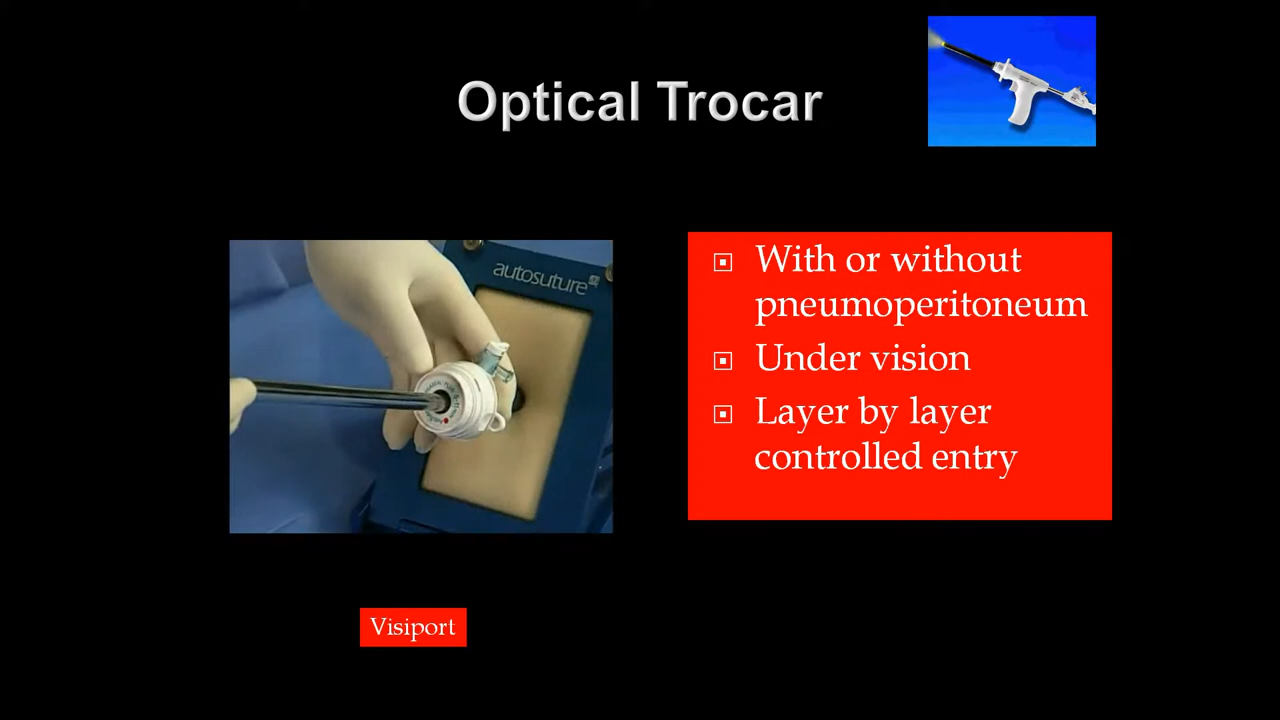 Optical Trocar
autosuture
With or without
pneumoperitoneum
Under vision
Layer by layer
controlled entry
Visiport